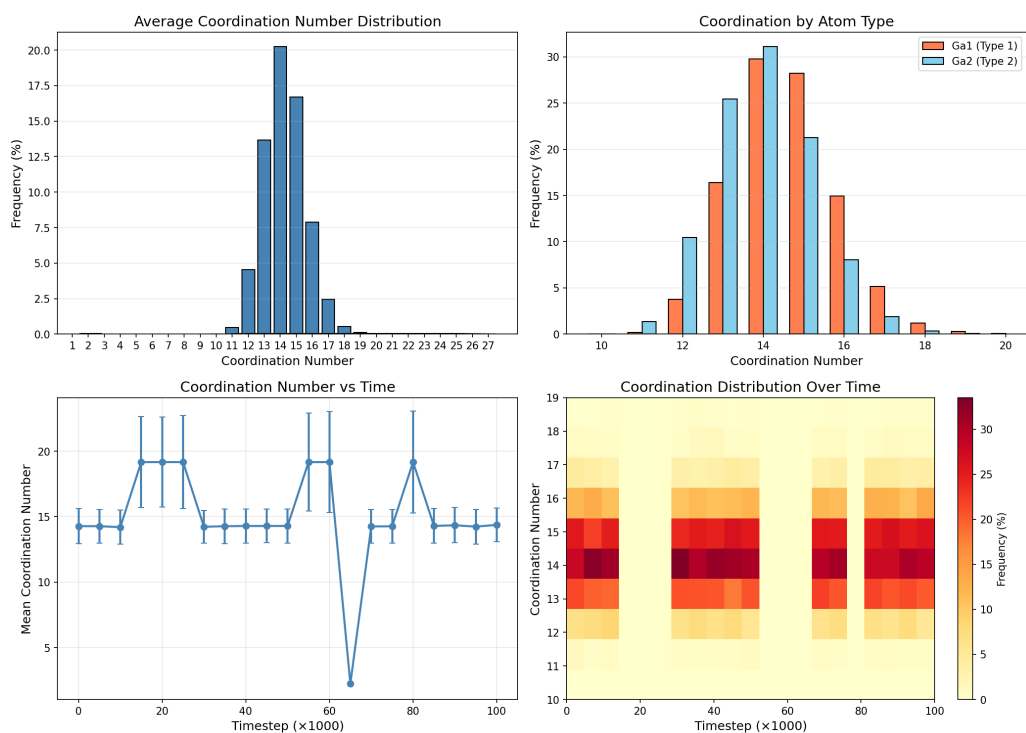 Average Coordination Number Distribution
Frequency (%)
20.0
17.5
15.0
12.5
10.0
7.5
5.0
2.5
0.0
1 2 3 4 5 6 7 8 9 10 11 12 13 14 15 16 17 18 19 20 21 22 23 24 25 26 27
Coordination Number
Coordination by Atom Type
Ga1 (Type 1)
Ga2 (Type 2)
Frequency (%)
30
25
20
15
10
5
0
10 12 14 16 18 20
Coordination Number
Coordination Number vs Time
Mean Coordination Number
20
15
10
5
0 20 40 60 80 100
Timestep (×1000)
Coordination Distribution Over Time
Coordination Number
19
18
17
16
15
14
13
12
11
10
0 20 40 60 80 100
Timestep (×1000)
30
25
20
15
10
5
0
Frequency (%)